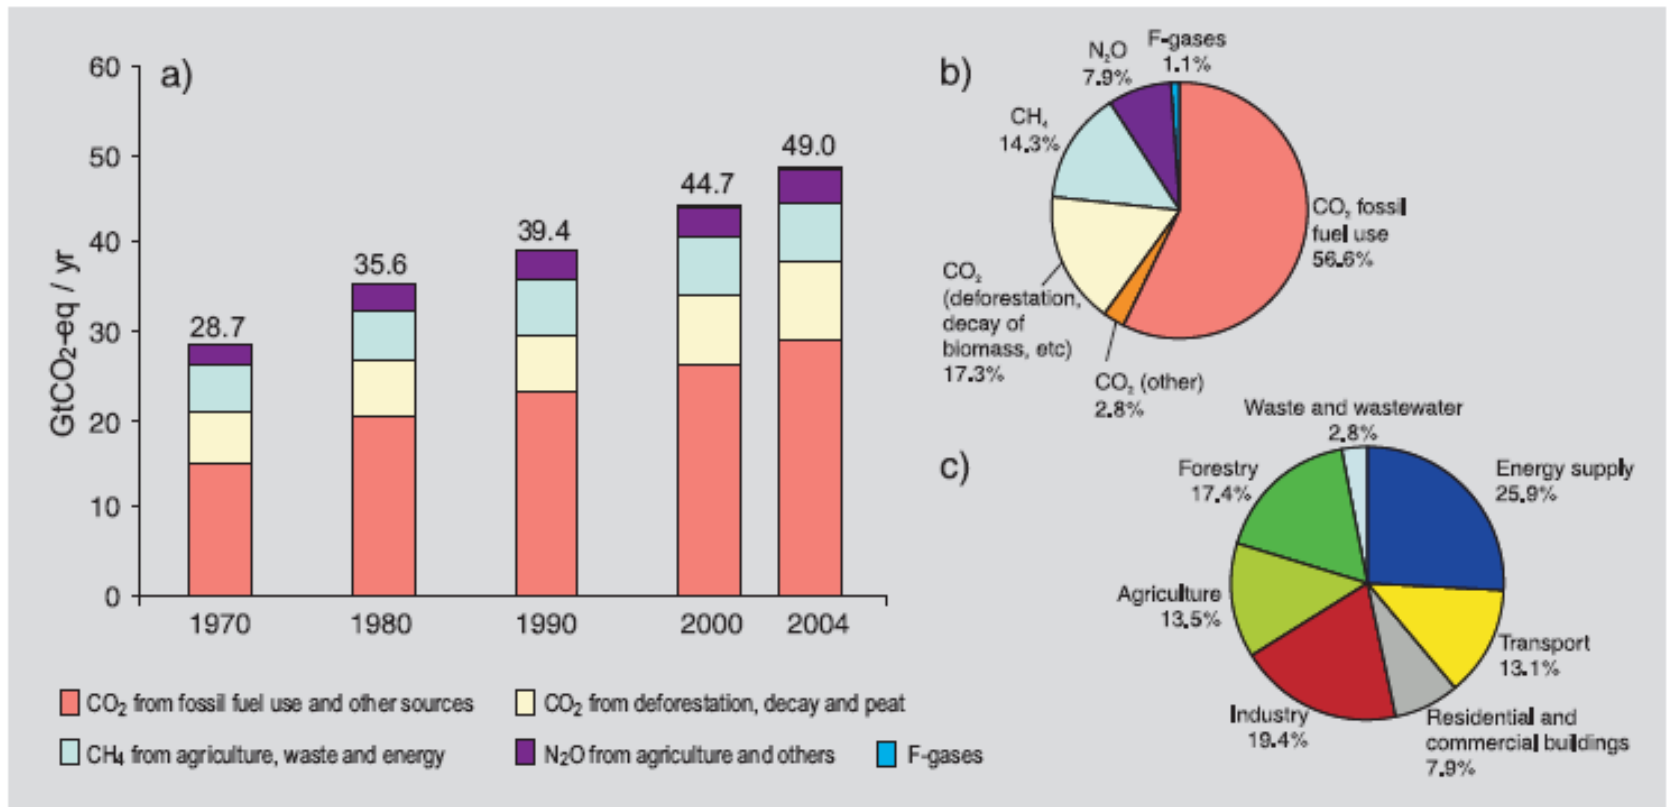 a)
60
50
40
30
20
10
0
GtCO₂-eq / yr
28.7
35.6
39.4
44.7
49.0
1970
1980
1990
2000
2004
CO₂ from fossil fuel use and other sources
CO₂ from deforestation, decay and peat
CH₄ from agriculture, waste and energy
N₂O from agriculture and others
F-gases
b)
F-gases
1.1%
N₂O
7.9%
CH₄
14.3%
CO₂ fossil
fuel use
56.6%
CO₂
(deforestation,
decay of
biomass, etc)
17.3%
CO₂ (other)
2.8%
c)
Waste and wastewater
2.8%
Forestry
17.4%
Energy supply
25.9%
Agriculture
13.5%
Transport
13.1%
Industry
19.4%
Residential and
commercial buildings
7.9%